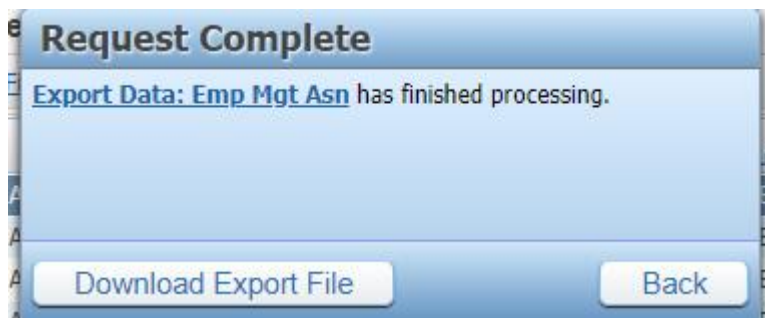 Request Complete
Export Data: Emp Mgt Asn has finished processing.
Download Export File
Back